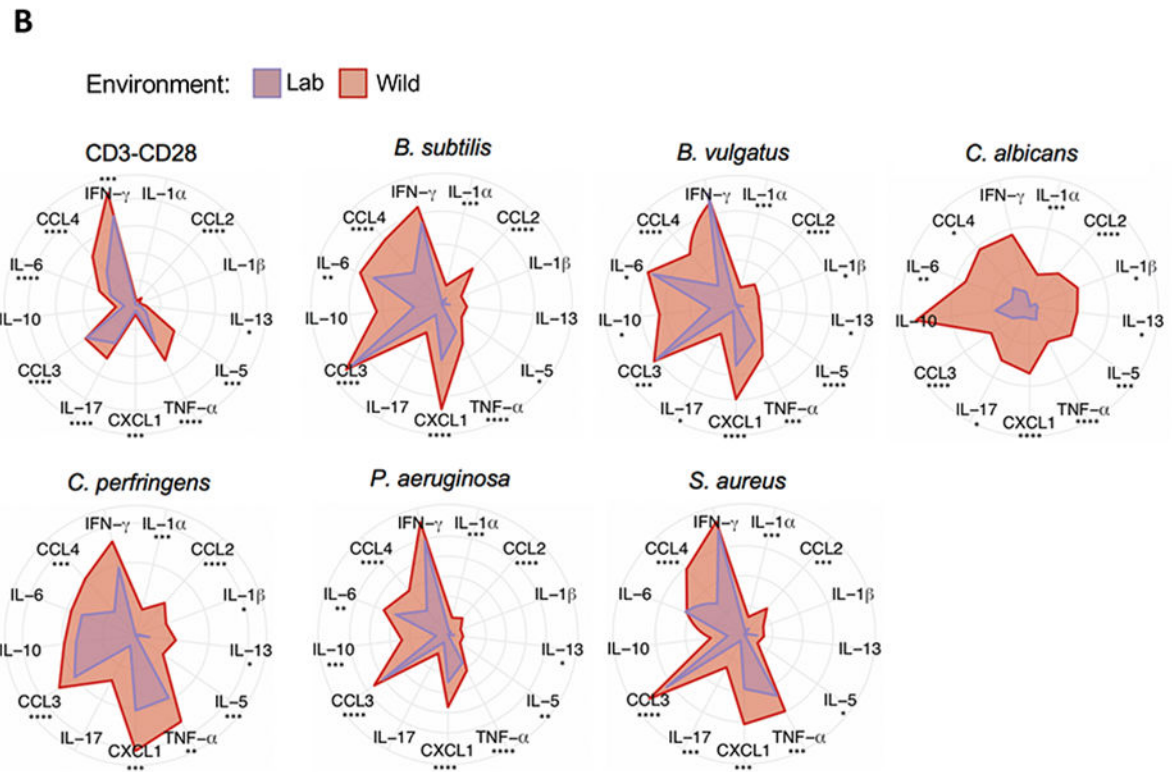 B
Environment: Lab Wild
CD3-CD28
***
IFN-γ IL-1α
CCL4 CCL2
**** ****
IL-6 IL-1β
****
IL-10 IL-13
*
CCL3 IL-5
**** ***
IL-17 CXCL1 TNF-α
**** *** ****
B. subtilis
IFN-γ IL-1α
***
CCL4 CCL2
**** ****
IL-6 IL-1β
**
IL-10 IL-13
CCL3 IL-5
**** *
IL-17 CXCL1 TNF-α
**** ****
B. vulgatus
IFN-γ IL-1α
***
CCL4 CCL2
**** ****
IL-6 IL-1β
* *
IL-10 IL-13
* *
CCL3 IL-5
*** ****
IL-17 CXCL1 TNF-α
* **** ***
C. albicans
IFN-γ IL-1α
***
CCL4 CCL2
* ****
IL-6 IL-1β
** *
IL-10 IL-13
*
CCL3 IL-5
**** ***
IL-17 CXCL1 TNF-α
* **** ****
C. perfringens
IFN-γ IL-1α
***
CCL4 CCL2
*** ****
IL-6 IL-1β
*
IL-10 IL-13
*
CCL3 IL-5
**** ***
IL-17 CXCL1 TNF-α
*** **
P. aeruginosa
IFN-γ IL-1α
***
CCL4 CCL2
**** ****
IL-6 IL-1β
**
IL-10 IL-13
*** *
CCL3 IL-5
**** **
IL-17 CXCL1 TNF-α
**** ****
S. aureus
IFN-γ IL-1α
***
CCL4 CCL2
**** ***
IL-6 IL-1β
IL-10 IL-13
CCL3 IL-5
**** *
IL-17 CXCL1 TNF-α
*** *** ***